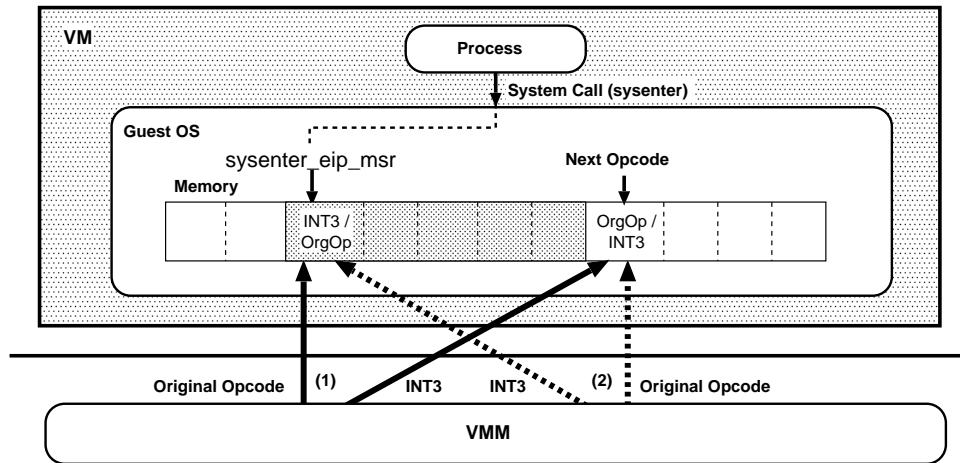 VM
Process
System Call (sysenter)
Guest OS
sysenter_eip_msr
Next Opcode
Memory
INT3 /
OrgOp
OrgOp /
INT3
Original Opcode
(1)
INT3
INT3
(2)
Original Opcode
VMM